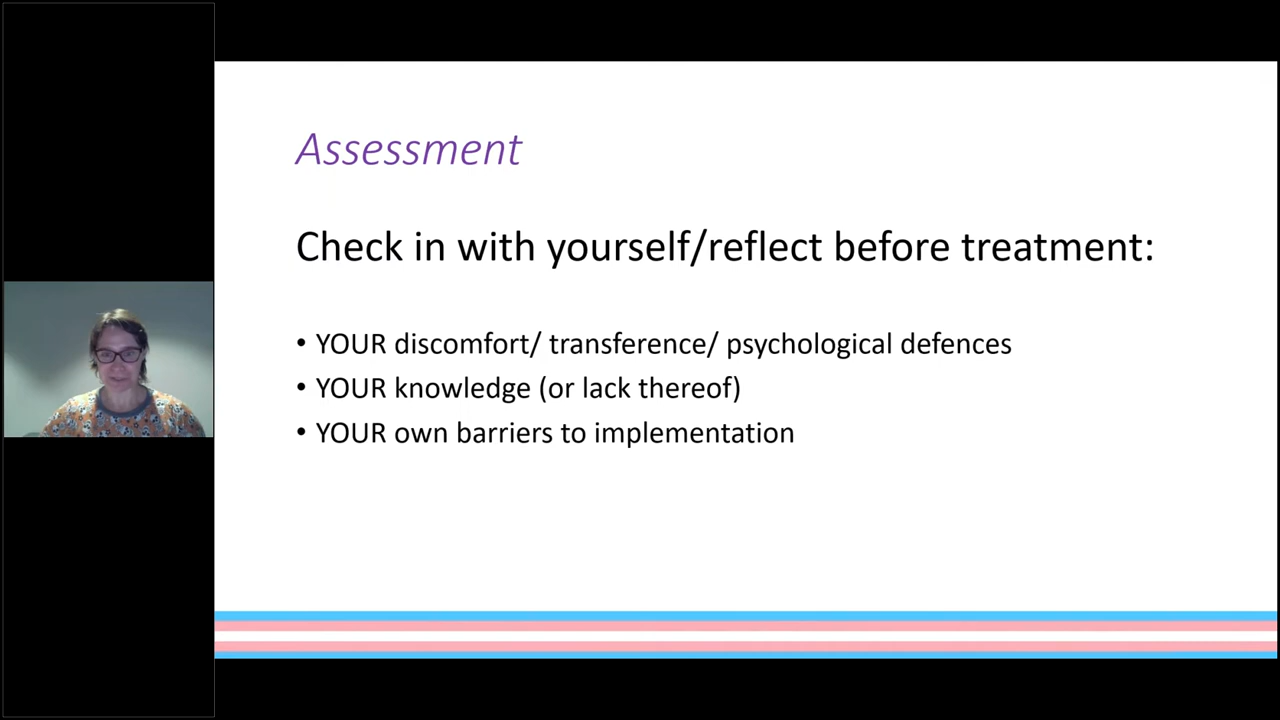 Assessment
Check in with yourself/reflect before treatment:
• YOUR discomfort/ transference/ psychological defences
• YOUR knowledge (or lack thereof)
• YOUR own barriers to implementation